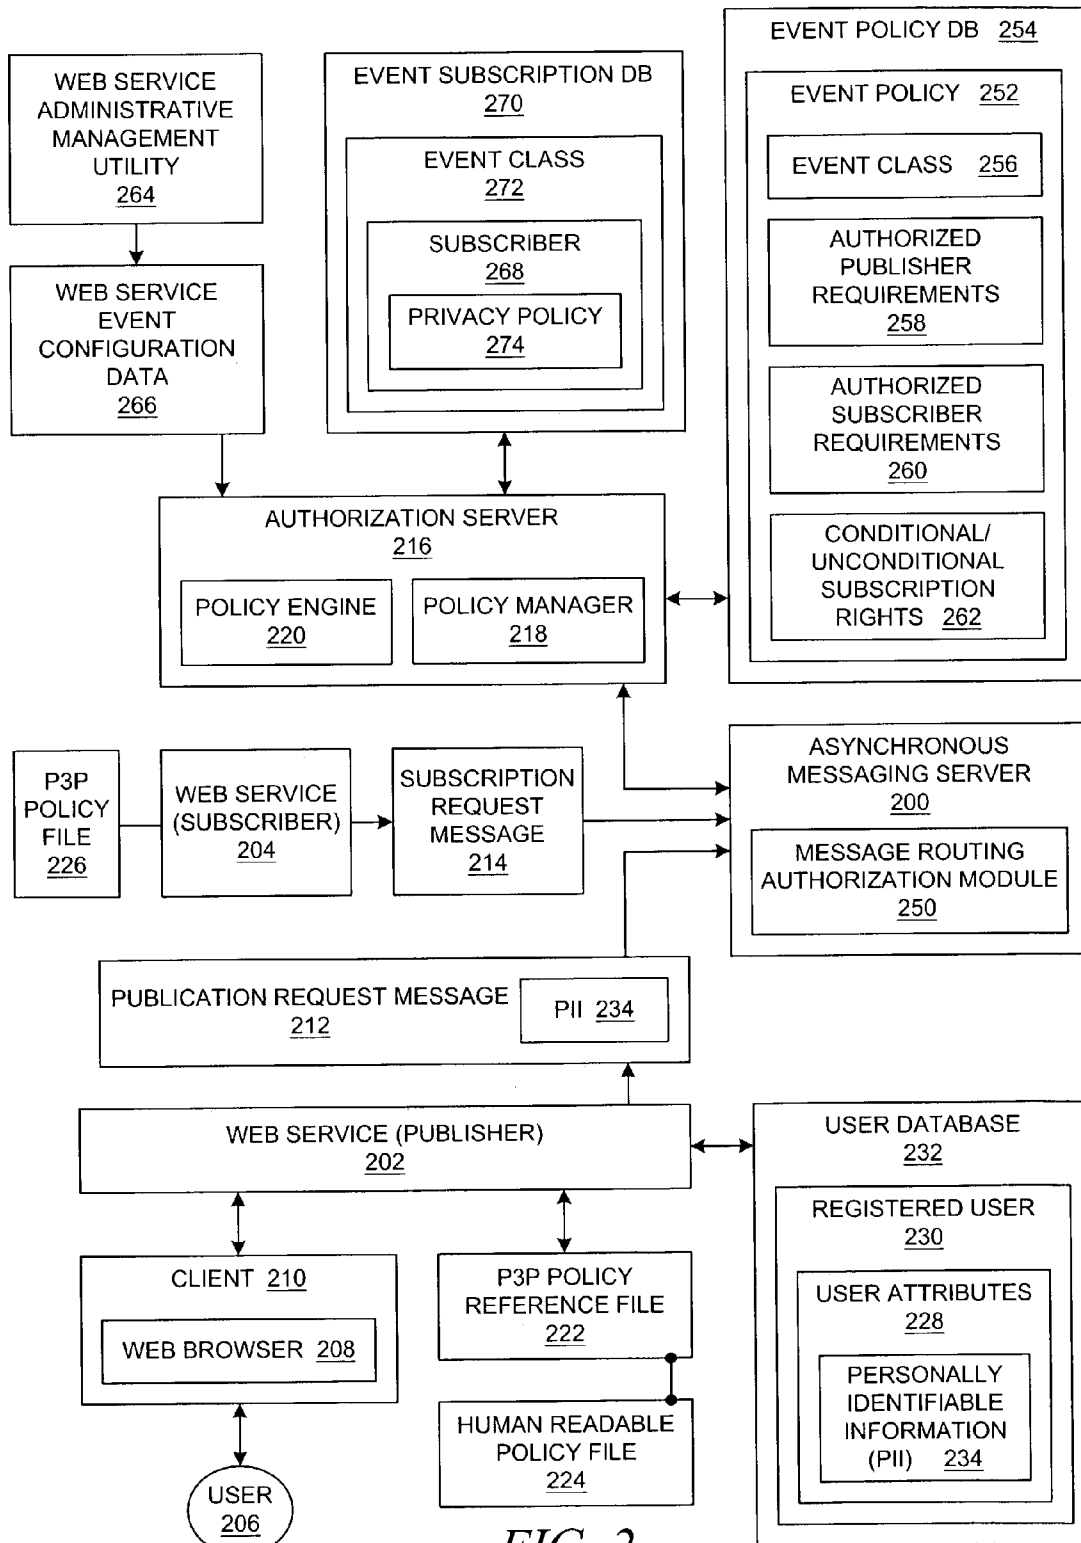 WEB SERVICE
ADMINISTRATIVE
MANAGEMENT
UTILITY
264
EVENT SUBSCRIPTION DB
270
EVENT CLASS
272
SUBSCRIBER
268
PRIVACY POLICY
274
EVENT POLICY DB 254
EVENT POLICY 252
EVENT CLASS 256
AUTHORIZED
PUBLISHER
REQUIREMENTS
258
AUTHORIZED
SUBSCRIBER
REQUIREMENTS
260
CONDITIONAL/
UNCONDITIONAL
SUBSCRIPTION
RIGHTS 262
WEB SERVICE
EVENT
CONFIGURATION
DATA
266
AUTHORIZATION SERVER
216
POLICY ENGINE
220
POLICY MANAGER
218
P3P
POLICY
FILE
226
WEB SERVICE
(SUBSCRIBER)
204
SUBSCRIPTION
REQUEST
MESSAGE
214
ASYNCHRONOUS
MESSAGING SERVER
200
MESSAGE ROUTING
AUTHORIZATION MODULE
250
PUBLICATION REQUEST MESSAGE
212
PII 234
WEB SERVICE (PUBLISHER)
202
USER DATABASE
232
REGISTERED USER
230
USER ATTRIBUTES
228
PERSONALLY
IDENTIFIABLE
INFORMATION
(PII) 234
CLIENT 210
WEB BROWSER 208
P3P POLICY
REFERENCE FILE
222
HUMAN READABLE
POLICY FILE
224
USER
206
FIG. 2